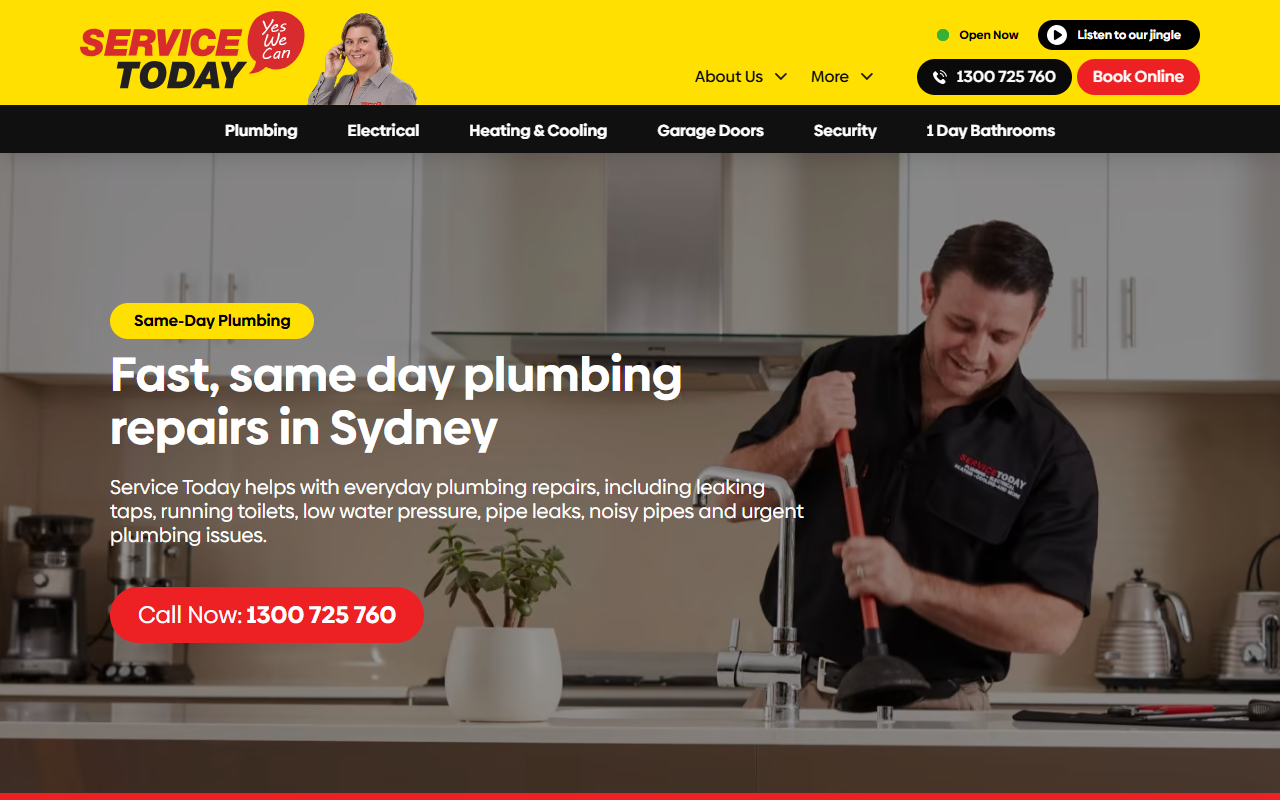 SERVICE
TODAY
Yes
We
Can
Open Now
Listen to our jingle
About Us
More
1300 725 760
Book Online
Plumbing
Electrical
Heating & Cooling
Garage Doors
Security
1 Day Bathrooms
Same-Day Plumbing
Fast, same day plumbing
repairs in Sydney
Service Today helps with everyday plumbing repairs, including leaking
taps, running toilets, low water pressure, pipe leaks, noisy pipes and urgent
plumbing issues.
Call Now: 1300 725 760
SERVICETODAY